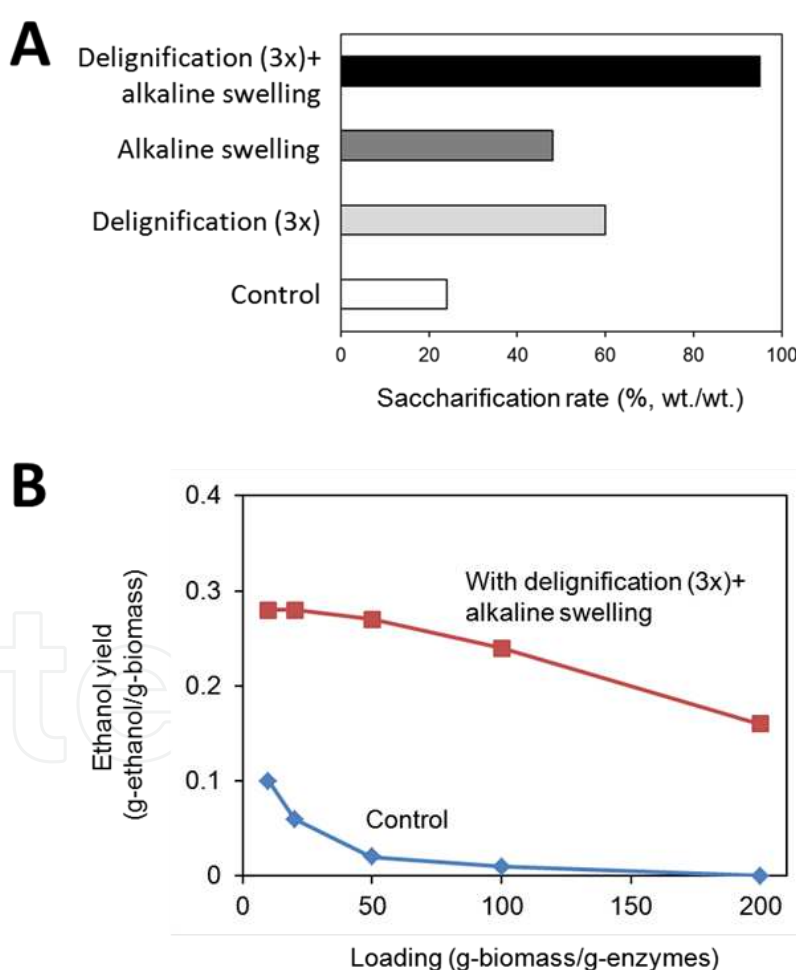 A
Delignification (3x)+
alkaline swelling
Alkaline swelling
Delignification (3x)
Control
0 20 40 60 80 100
Saccharification rate (%, wt./wt.)
B
0.4
0.3
0.2
0.1
0
Ethanol yield
(g-ethanol/g-biomass)
With delignification (3x)+
alkaline swelling
Control
0 50 100 150 200
Loading (g-biomass/g-enzymes)
te